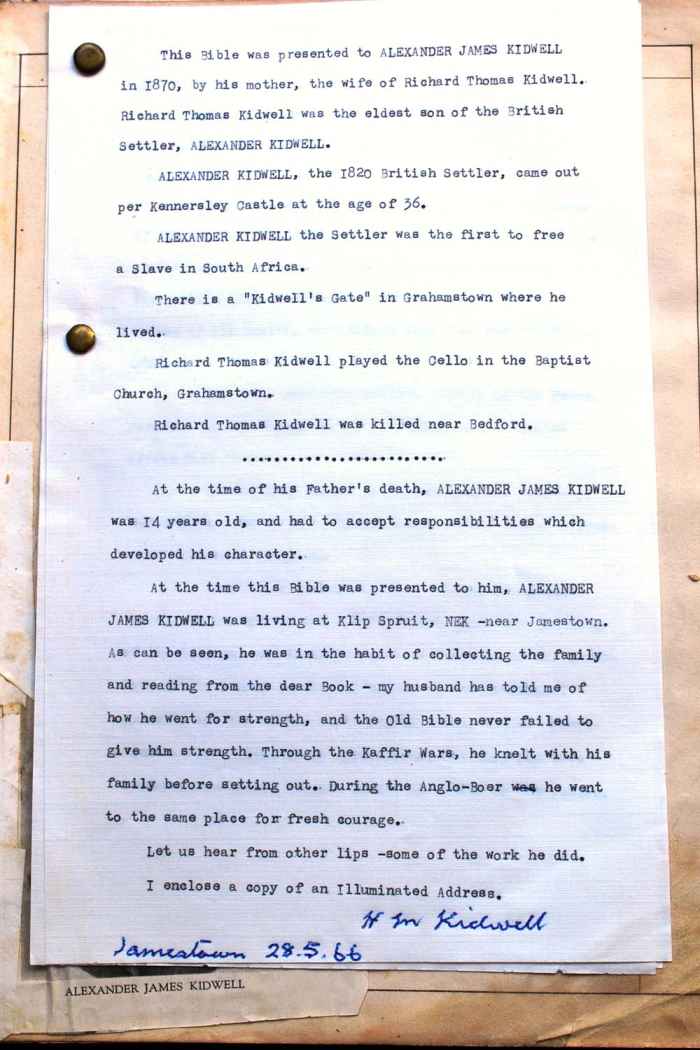 This Bible was presented to ALEXANDER JAMES KIDWELL
in I870, by his mother, the wife of Richard Thomas Kidwell.
Richard Thomas Kidwell was the eldest son of the British
Settler, ALEXANDER KIDWELL.
ALEXANDER KIDWELL, the I820 British Settler, came out
per Kennersley Castle at the age of 36.
ALEXANDER KIDWELL the Settler was the first to free
a Slave in South Africa.
There is a "Kidwell's Gate" in Grahamstown where he
lived.
Richard Thomas Kidwell played the Cello in the Baptist
Church, Grahamstown.
Richard Thomas Kidwell was killed near Bedford.
..........................
At the time of his Father's death, ALEXANDER JAMES KIDWELL
was I4 years old, and had to accept responsibilities which
developed his character.
At the time this Bible was presented to him, ALEXANDER
JAMES KIDWELL was living at Klip Spruit, NEK -near Jamestown.
As can be seen, he was in the habit of collecting the family
and reading from the dear Book - my husband has told me of
how he went for strength, and the Old Bible never failed to
give him strength. Through the Kaffir Wars, he knelt with his
family before setting out. During the Anglo-Boer was he went
to the same place for fresh courage.
Let us hear from other lips -some of the work he did.
I enclose a copy of an Illuminated Address.
H M Kidwell
Jamestown 28.5.66
ALEXANDER JAMES KIDWELL